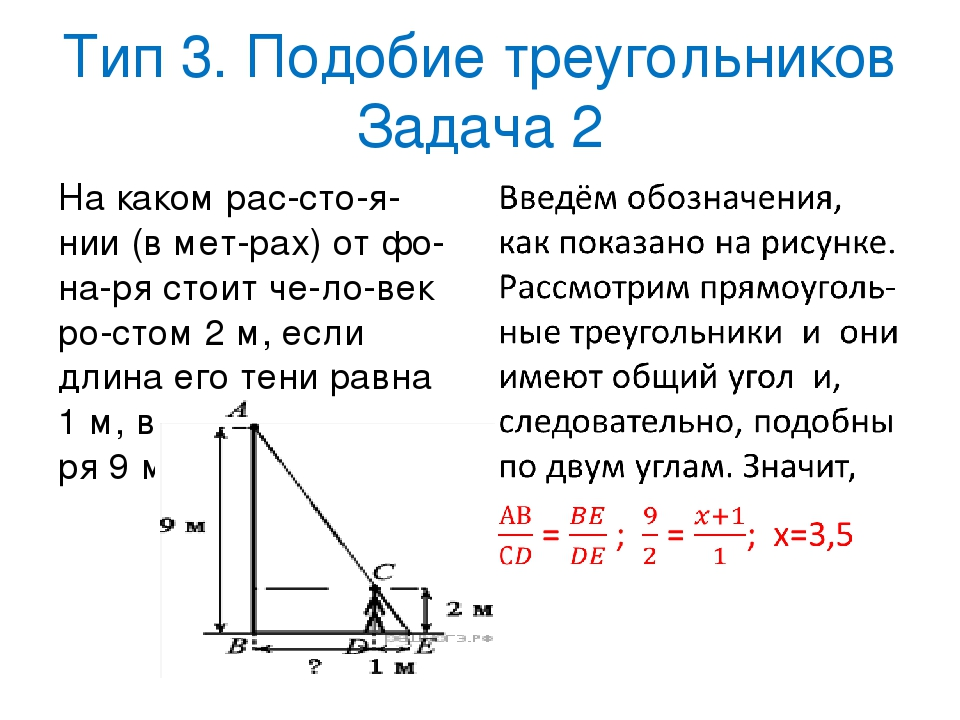 Тип 3. Подобие треугольников
Задача 2
На каком рас-сто-я-
нии (в мет-рах) от фо-
на-ря стоит че-ло-век
ро-стом 2 м, если
длина его тени равна
1 м, в
ря 9 м
A
9 м
C
2 м
B
D
E
?
1 м
Введём обозначения,
как показано на рисунке.
Рассмотрим прямоуголь-
ные треугольники и они
имеют общий угол и,
следовательно, подобны
по двум углам. Значит,
AB/CD = BE/DE ; 9/2 = x+1/1; x=3,5